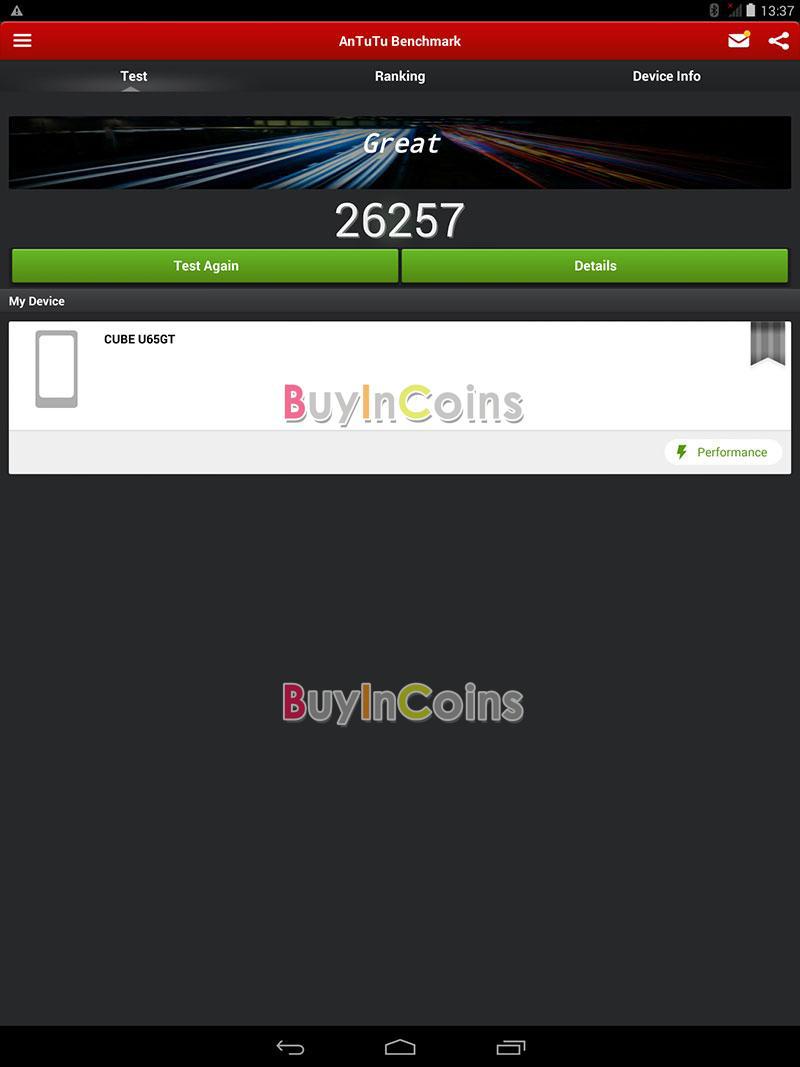 13:37
AnTuTu Benchmark
Test
Ranking
Device Info
Great
26257
Test Again
Details
My Device
CUBE U65GT
BuyInCoins
Performance
BuyInCoins